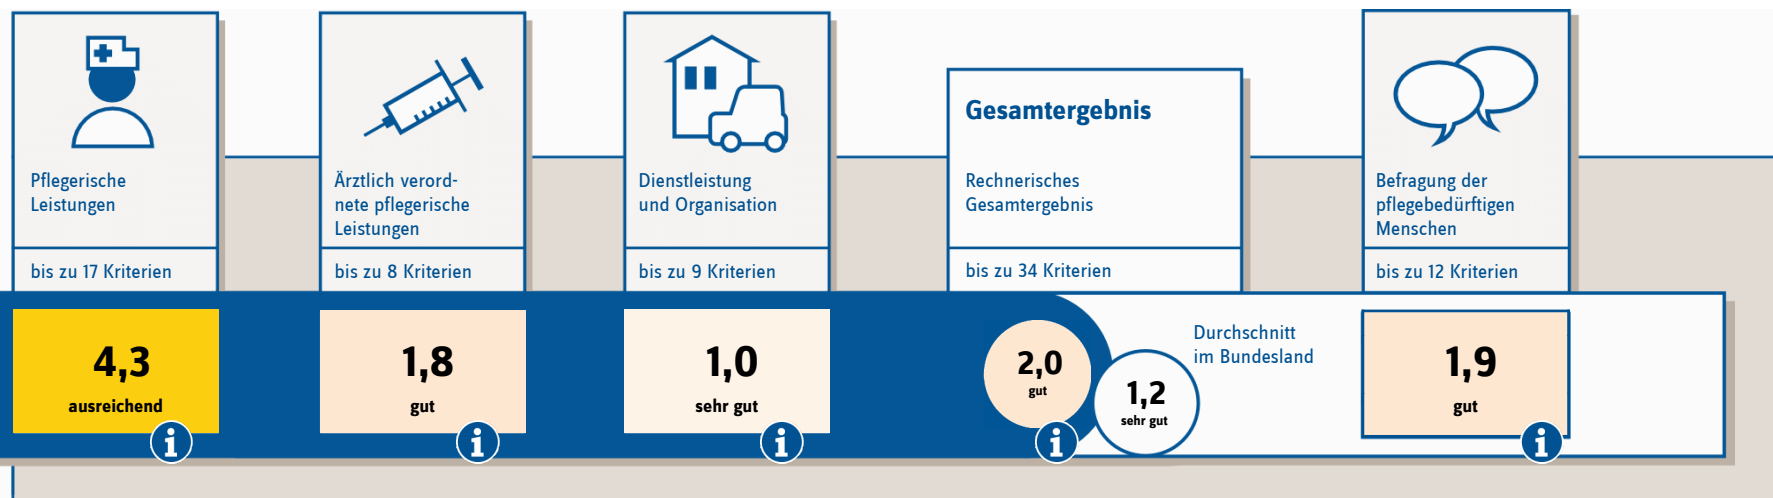 Pflegerische
Leistungen
bis zu 17 Kriterien
4,3
ausreichend
i
Ärztlich verord-
nete pflegerische
Leistungen
bis zu 8 Kriterien
1,8
gut
i
Dienstleistung
und Organisation
bis zu 9 Kriterien
1,0
sehr gut
i
Gesamtergebnis
Rechnerisches
Gesamtergebnis
bis zu 34 Kriterien
2,0
gut
i
1,2
sehr gut
Durchschnitt
im Bundesland
Befragung der
pflegebedürftigen
Menschen
bis zu 12 Kriterien
1,9
gut
i